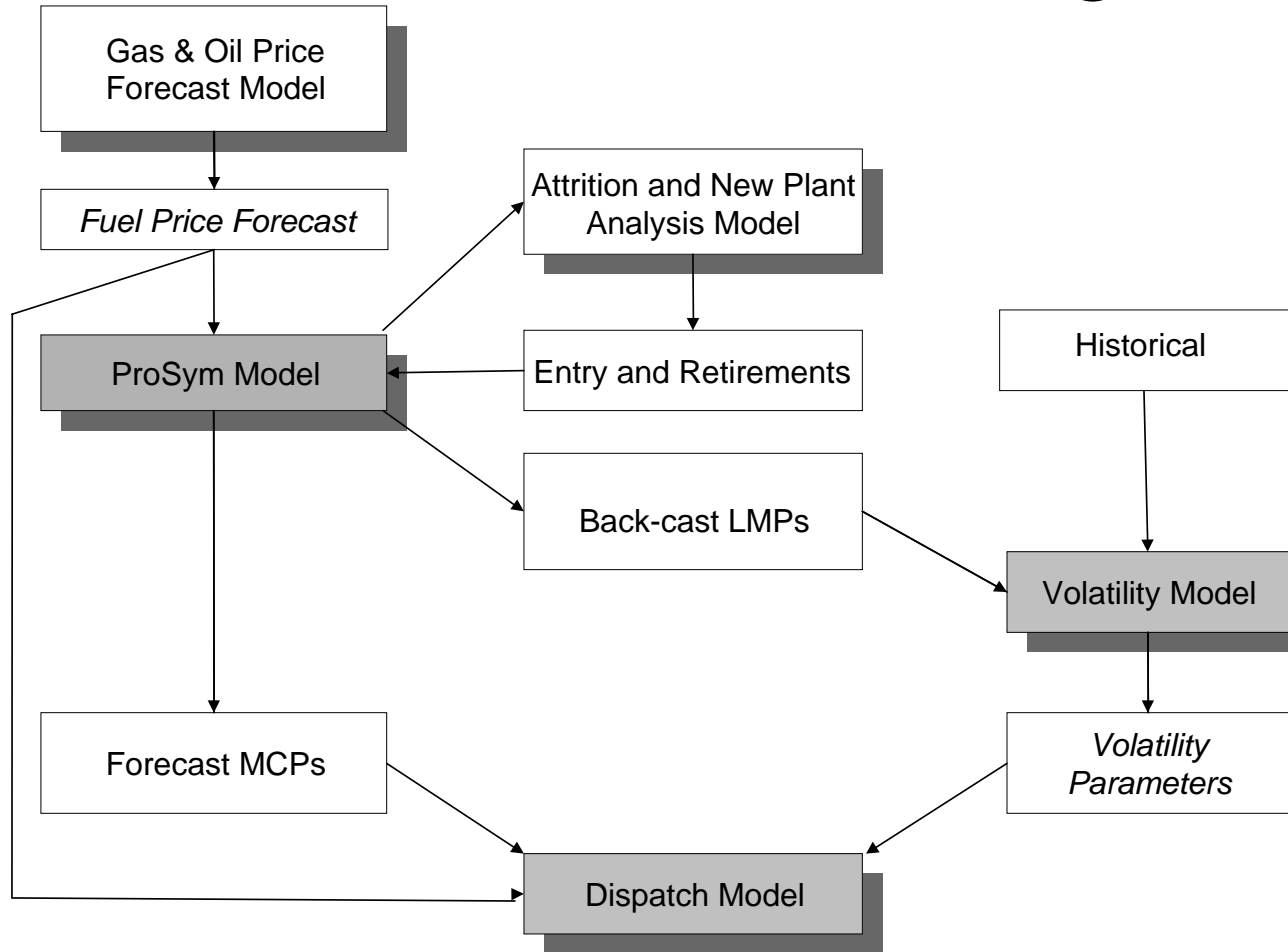 Gas & Oil Price
Forecast Model
Fuel Price Forecast
Attrition and New Plant
Analysis Model
ProSym Model
Entry and Retirements
Historical
Back-cast LMPs
Volatility Model
Forecast MCPs
Volatility
Parameters
Dispatch Model